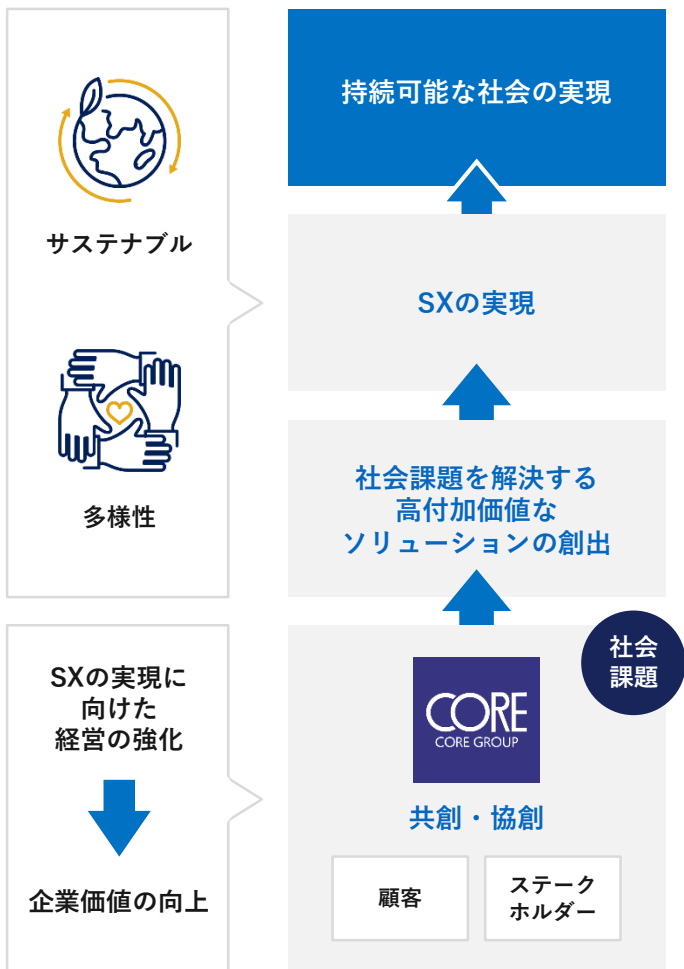 サステナブル
多様性
SXの実現に
向けた
経営の強化
企業価値の向上
持続可能な社会の実現
SXの実現
社会課題を解決する
高付加価値な
ソリューションの創出
社会
課題
CORE
CORE GROUP
共創・協創
顧客
ステーク
ホルダー